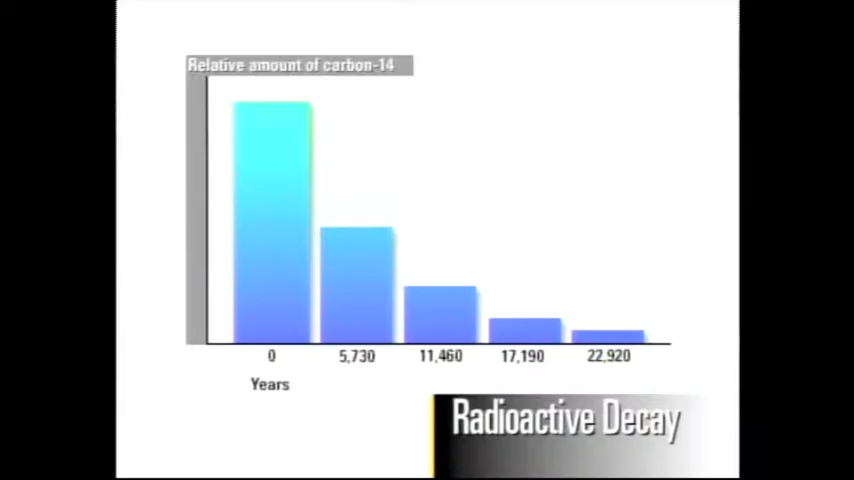 Relative amount of carbon-14
0 5,730 11,460 17,190 22,920
Years
Radioactive Decay